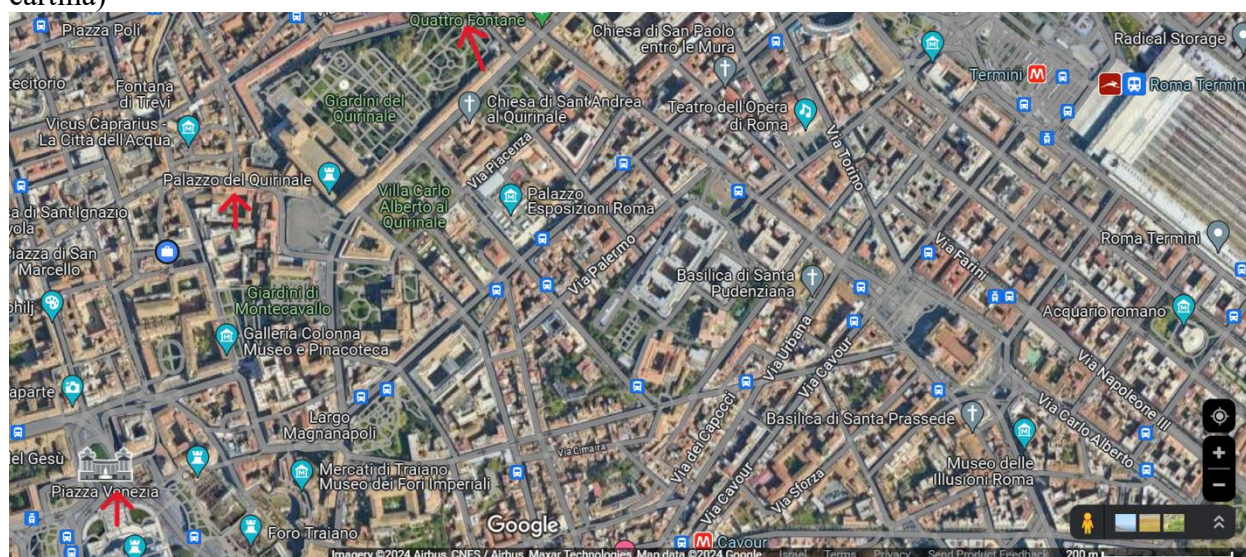 cartina)
Quattro Fontane
Piazza Poli
Chiesa di San Paolo
entro le Mura
Radical Storage
Termini M
Roma Termini
Fontana
di Trevi
Giardini del
Quirinale
Chiesa di Sant'Andrea
al Quirinale
Teatro dell'Opera
di Roma
Vicus Caprarius -
La Città dell'Acqua
Via Piacenza
Via Torino
Palazzo del Quirinale
Villa Carlo
Alberto al
Quirinale
Palazzo
Esposizioni Roma
a di Sant'Ignazio
Piazza di San
Marcello
Via Palermo
Via Farini
Roma Termini
Basilica di Santa
Pudenziana
Giardini di
Montecavallo
Acquario romano
Galleria Colonna
Museo e Pinacoteca
Via Urbana
Via Cavour
Via Napoleone III
aparte
Largo
Magnanapoli
Via dei Capocci
Basilica di Santa Prassede
Via Carlo Alberto
Via Cimarra
el Gesù
Mercati di Traiano
Museo dei Fori Imperiali
Museo delle
Illusioni Roma
Piazza Venezia
Via Cavour
Via Sforza
Foro Traiano
Google
M Cavour
Imagery ©2024 Airbus, CNES / Airbus, Maxar Technologies, Map data ©2024 Google
Israel
Terms
Privacy
Send Product Feedback
200 m